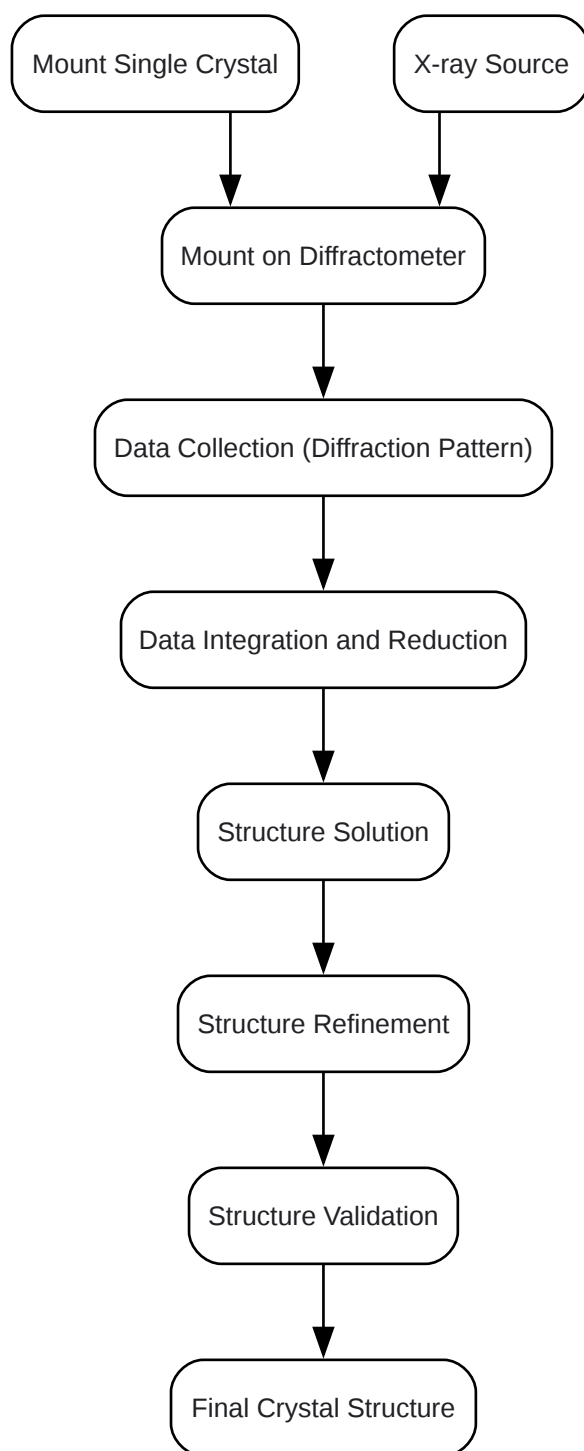 Mount Single Crystal
X-ray Source
Mount on Diffractometer
Data Collection (Diffraction Pattern)
Data Integration and Reduction
Structure Solution
Structure Refinement
Structure Validation
Final Crystal Structure